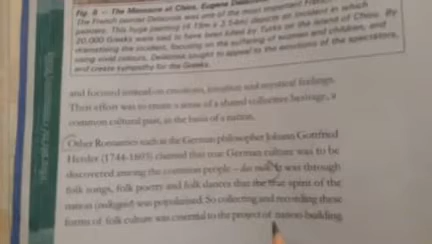 Fig. 8 — The Massacre at Chios, Eugene
The French painter Delacroix was one of the most important
painters. This huge painting (4.19m x 3.54m) depicts an incident in which
20,000 Greeks were said to have been killed by Turks on the island of Chios. By
dramatising the incident, focusing on the suffering of women and children, and
using vivid colours, Delacroix sought to appeal to the emotions of the spectators,
and create sympathy for the Greeks.
and focused instead on emotions, intuition and mystical feelings.
Their effort was to create a sense of a shared collective heritage, a
common cultural past, as the basis of a nation.
Other Romantics such as the German philosopher Johann Gottfried
Herder (1744-1803) claimed that true German culture was to be
discovered among the common people – das volk. It was through
folk songs, folk poetry and folk dances that the true spirit of the
nation (volksgeist) was popularised. So collecting and recording these
forms of folk culture was essential to the project of nation-building